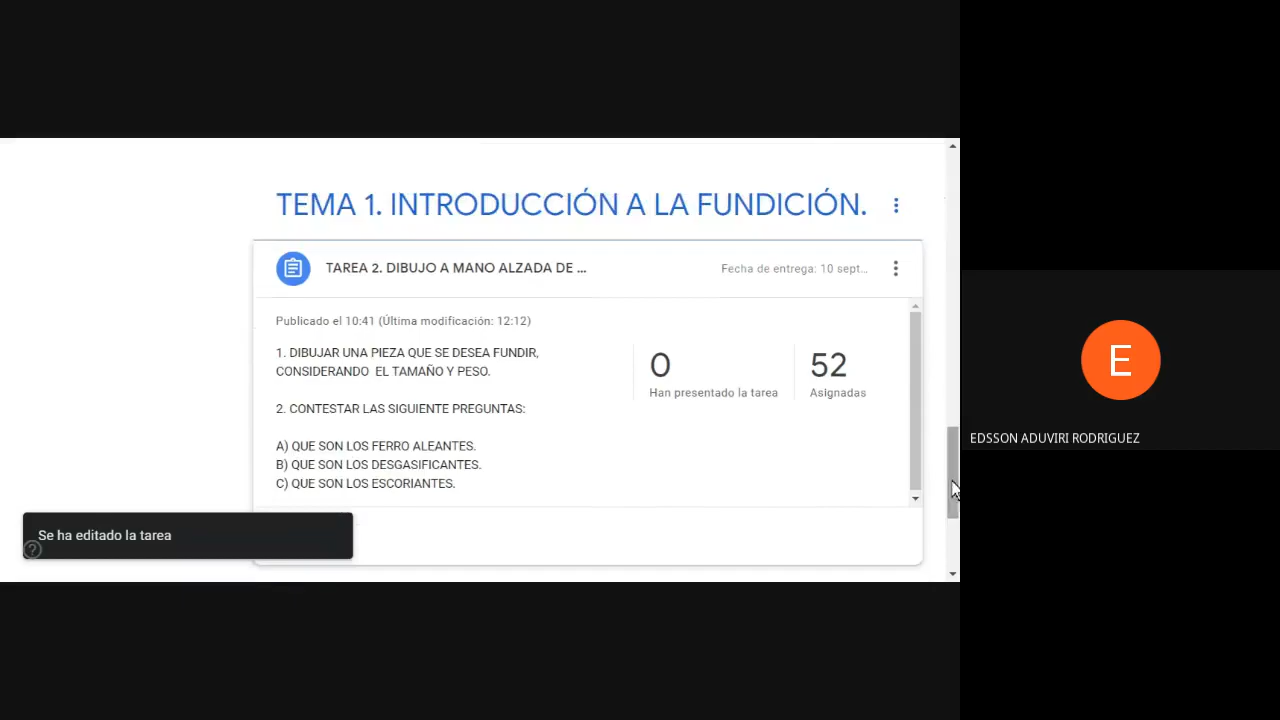 TEMA 1. INTRODUCCIÓN A LA FUNDICIÓN.
TAREA 2. DIBUJO A MANO ALZADA DE ...
Fecha de entrega: 10 sept...
Publicado el 10:41 (Última modificación: 12:12)
1. DIBUJAR UNA PIEZA QUE SE DESEA FUNDIR,
CONSIDERANDO  EL TAMAÑO Y PESO.
2. CONTESTAR LAS SIGUIENTE PREGUNTAS:
A) QUE SON LOS FERRO ALEANTES.
B) QUE SON LOS DESGASIFICANTES.
C) QUE SON LOS ESCORIANTES.
0
Han presentado la tarea
52
Asignadas
Se ha editado la tarea
?
E
EDSSON ADUVIRI RODRIGUEZ